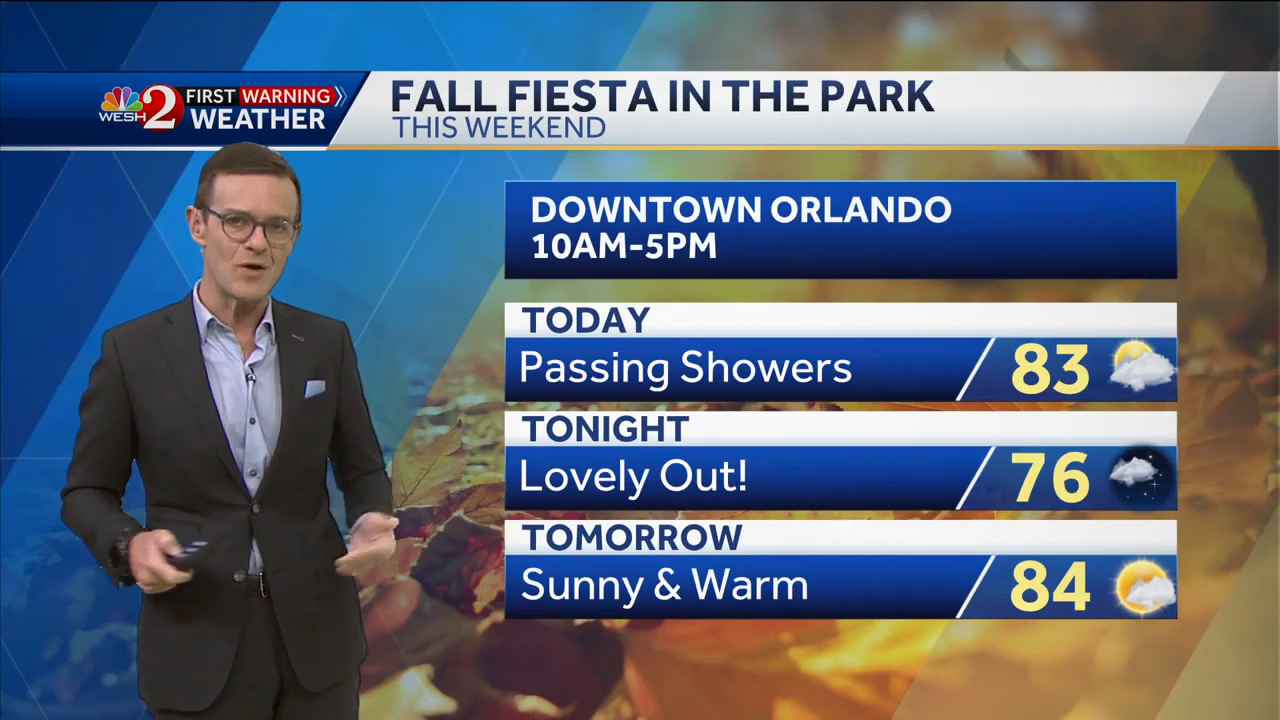 WESH 2 FIRST WARNING WEATHER
FALL FIESTA IN THE PARK
THIS WEEKEND
DOWNTOWN ORLANDO
10AM-5PM
TODAY
Passing Showers 83
TONIGHT
Lovely Out! 76
TOMORROW
Sunny & Warm 84